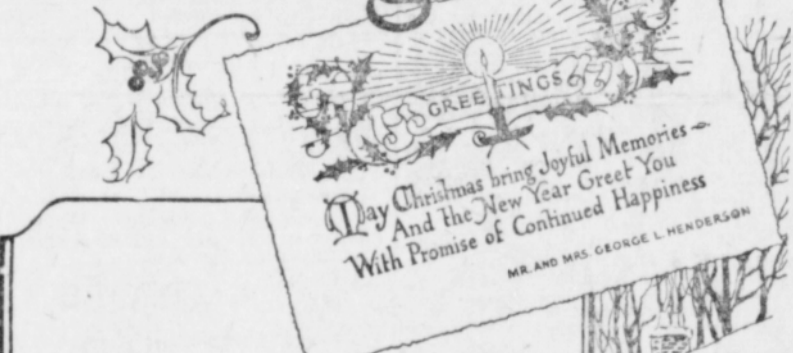 GREETINGS
May Christmas bring Joyful Memories—
And the New Year Greet You
With Promise of Continued Happiness
MR. AND MRS. GEORGE L. HENDERSON